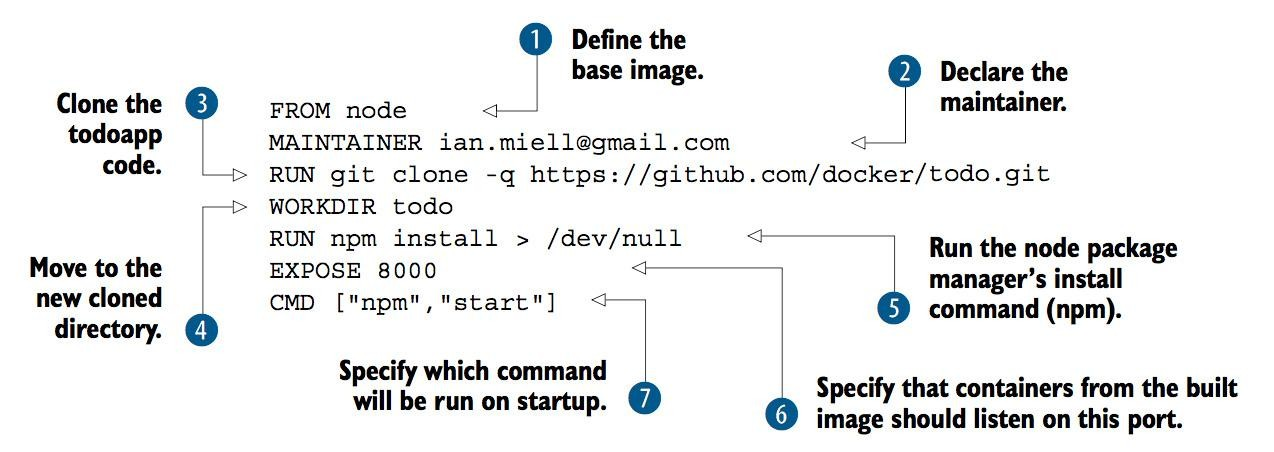 1
Define the
base image.
2
Declare the
maintainer.
3
Clone the
todoapp
code.
FROM node
MAINTAINER ian.miell@gmail.com
RUN git clone -q https://github.com/docker/todo.git
WORKDIR todo
RUN npm install > /dev/null
EXPOSE 8000
CMD ["npm","start"]
Move to the
new cloned
directory.
4
Run the node package
manager’s install
command (npm).
5
Specify which command
will be run on startup.
7
Specify that containers from the built
image should listen on this port.
6